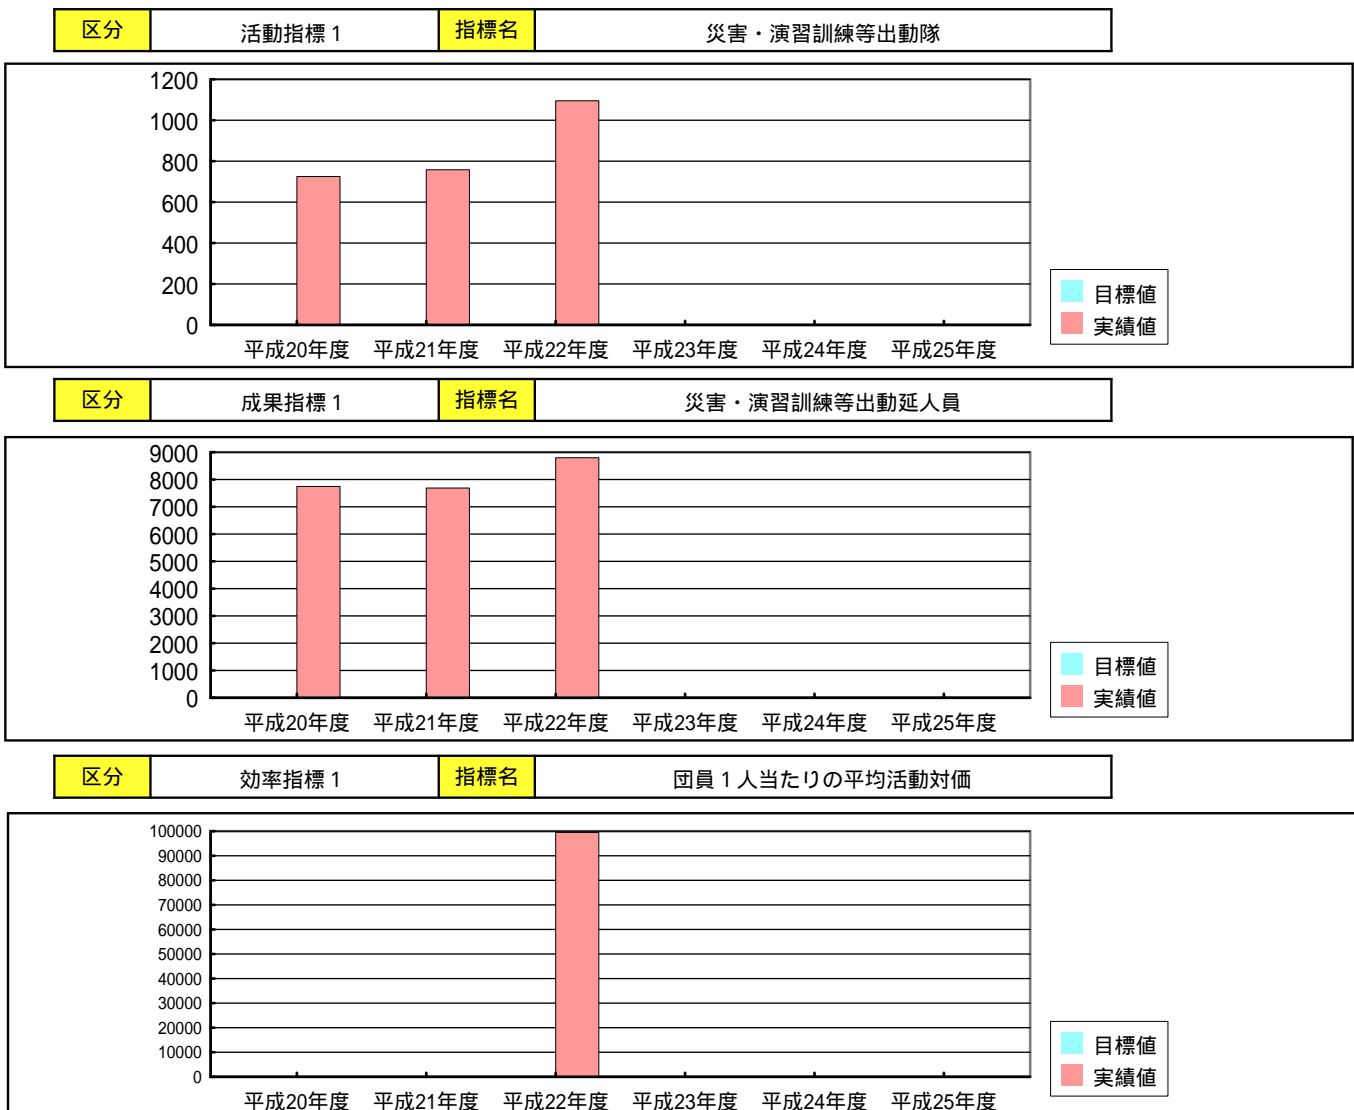 区分 活動指標１ 指標名 災害・演習訓練等出動隊
1200
1000
800
600
400
200
0
平成20年度 平成21年度 平成22年度 平成23年度 平成24年度 平成25年度
目標値
実績値
区分 成果指標１ 指標名 災害・演習訓練等出動延人員
9000
8000
7000
6000
5000
4000
3000
2000
1000
0
平成20年度 平成21年度 平成22年度 平成23年度 平成24年度 平成25年度
目標値
実績値
区分 効率指標１ 指標名 団員１人当たりの平均活動対価
100000
90000
80000
70000
60000
50000
40000
30000
20000
10000
0
平成20年度 平成21年度 平成22年度 平成23年度 平成24年度 平成25年度
目標値
実績値